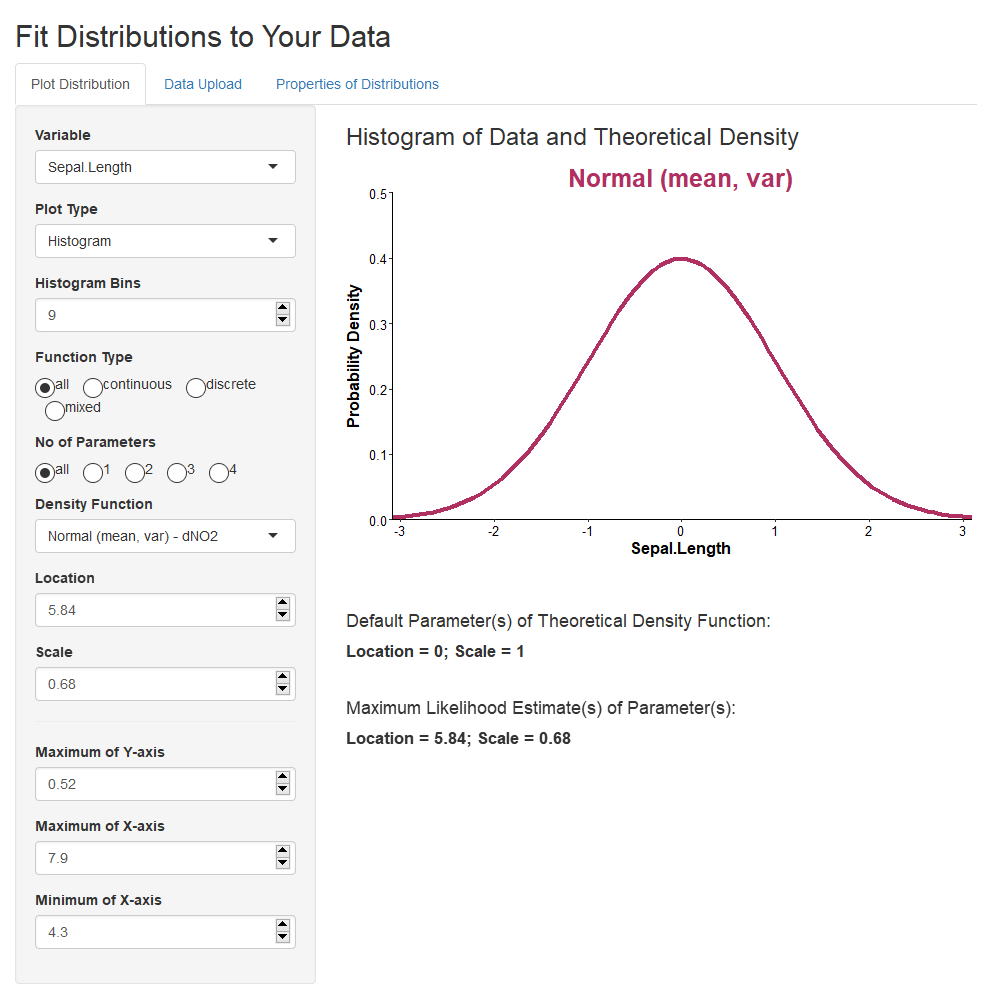 Fit Distributions to Your Data
Plot Distribution Data Upload Properties of Distributions
Variable
Sepal.Length
Plot Type
Histogram
Histogram Bins
9
Function Type
all continuous discrete
mixed
No of Parameters
all 1 2 3 4
Density Function
Normal (mean, var) - dNO2
Location
5.84
Scale
0.68
Maximum of Y-axis
0.52
Maximum of X-axis
7.9
Minimum of X-axis
4.3
Histogram of Data and Theoretical Density
Normal (mean, var)
Probability Density
0.5
0.4
0.3
0.2
0.1
0.0
-3 -2 -1 0 1 2 3
Sepal.Length
Default Parameter(s) of Theoretical Density Function:
Location = 0; Scale = 1
Maximum Likelihood Estimate(s) of Parameter(s):
Location = 5.84; Scale = 0.68